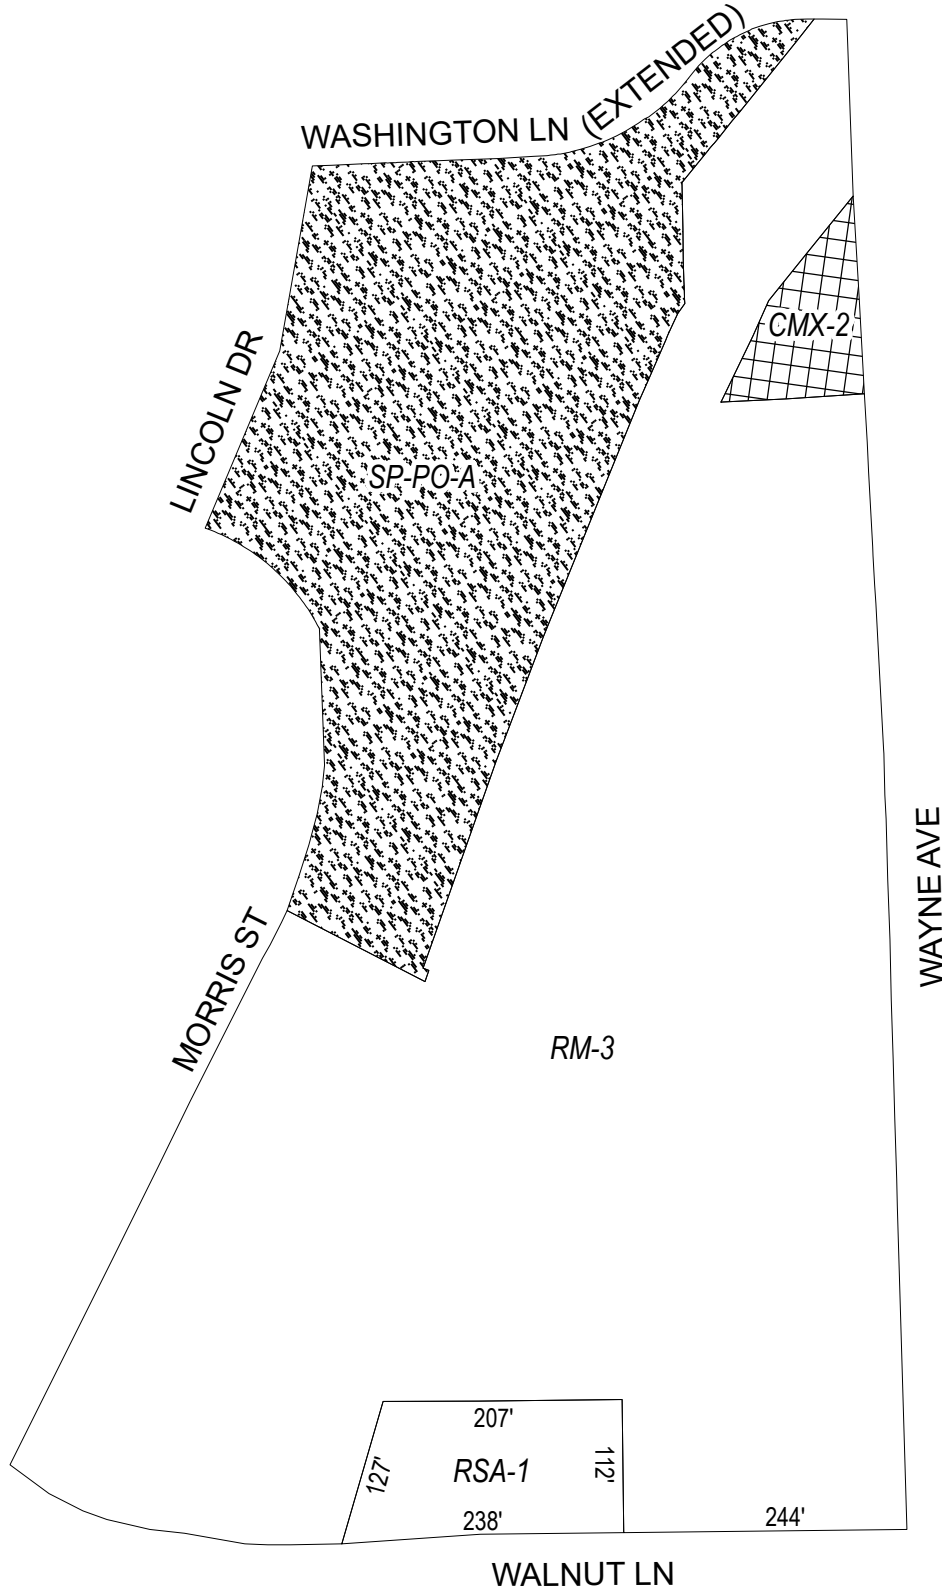 WASHINGTON LN (EXTENDED)
CMX-2
LINCOLN DR
SP-PO-A
WAYNE AVE
MORRIS ST
RM-3
207'
127'
RSA-1
112'
238'
244'
WALNUT LN